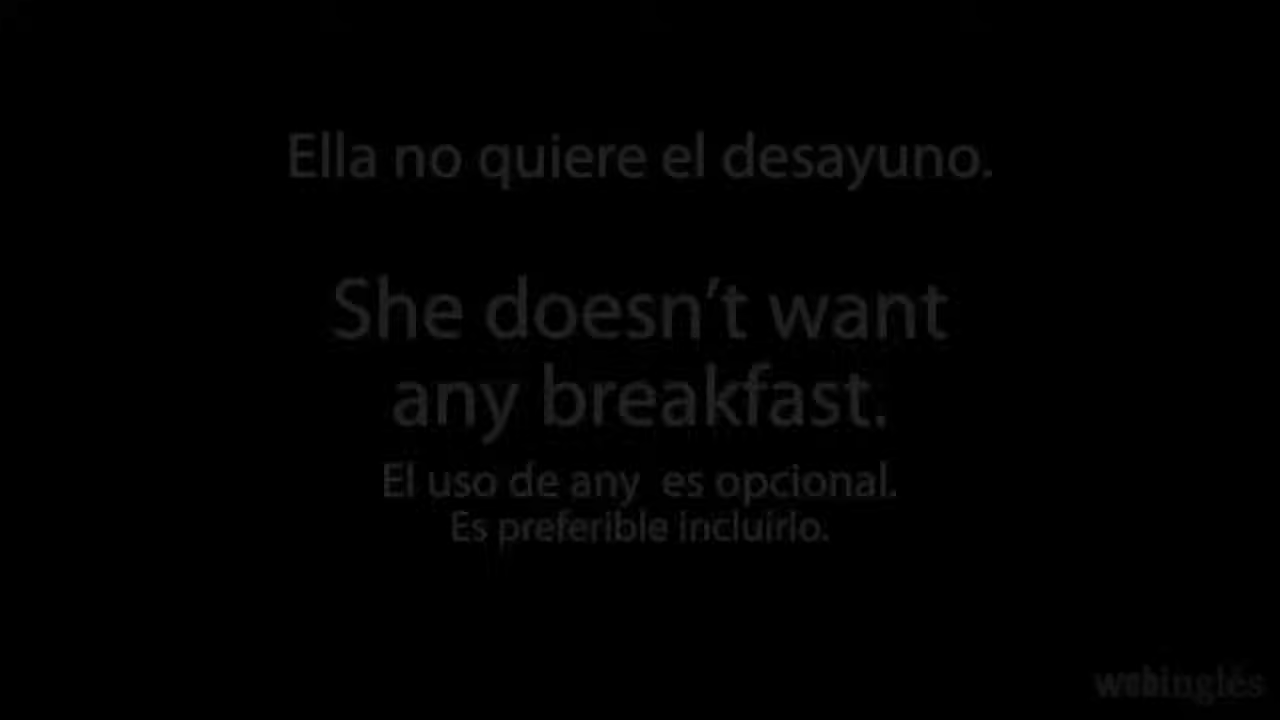 Ella no quiere el desayuno.
She doesn't want
any breakfast.
El uso de any es opcional.
Es preferible incluírlo.
webinglés